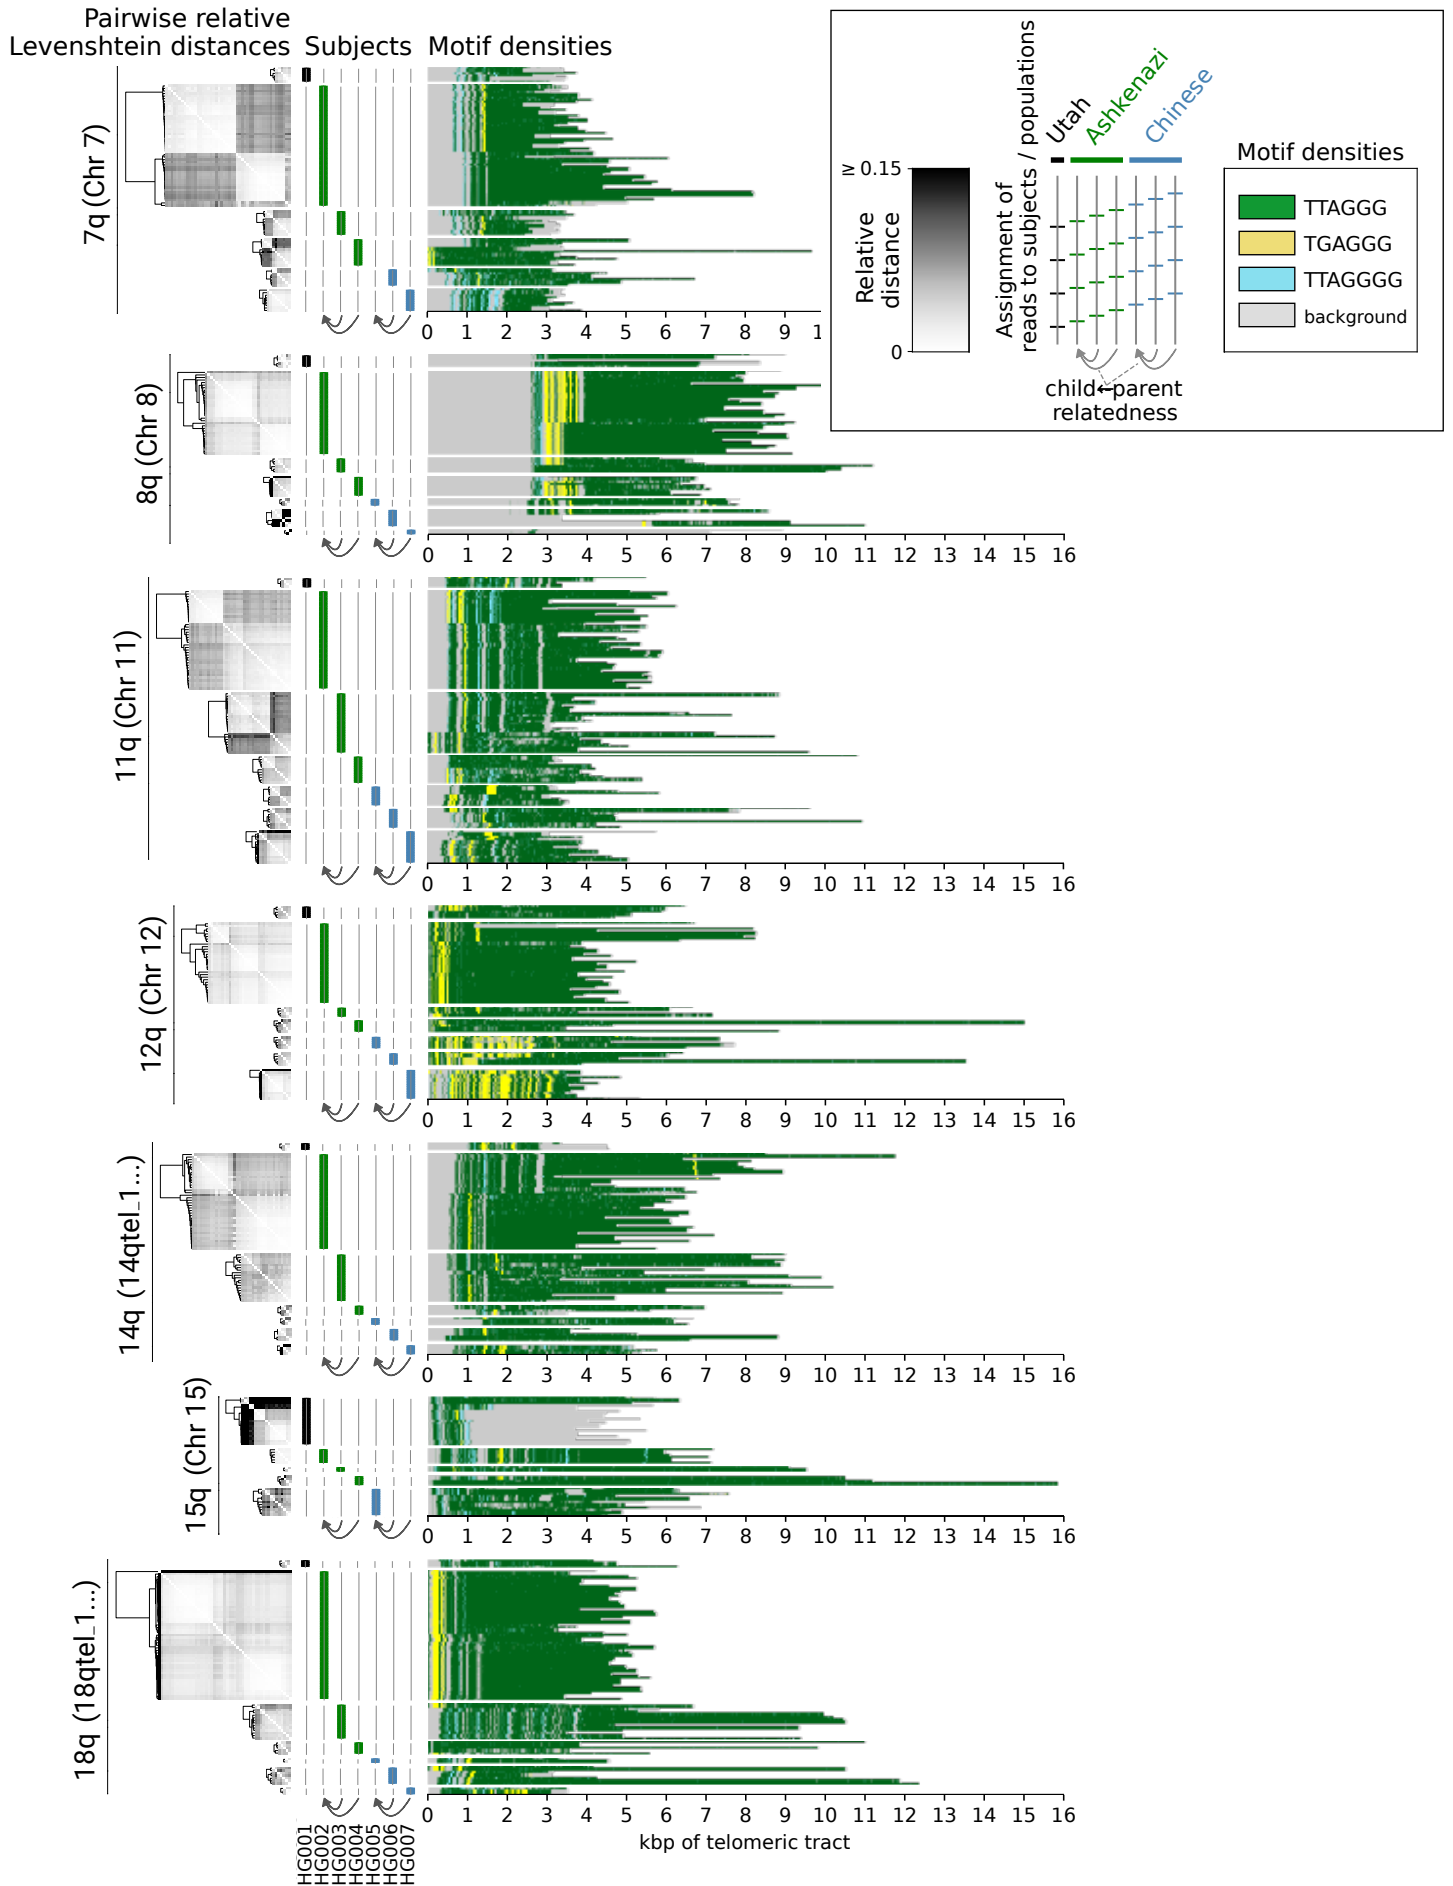 Pairwise relative
Levenshtein distances Subjects Motif densities
7q (Chr 7)
0 1 2 3 4 5 6 7 8 9 1
Assignment of
reads to subjects / populations
Utah
Ashkenazi
Chinese
≥ 0.15
Relative
distance
0
child←parent
relatedness
Motif densities
TTAGGG
TGAGGG
TTAGGGG
background
8q (Chr 8)
0 1 2 3 4 5 6 7 8 9 10 11 12 13 14 15 16
11q (Chr 11)
0 1 2 3 4 5 6 7 8 9 10 11 12 13 14 15 16
12q (Chr 12)
0 1 2 3 4 5 6 7 8 9 10 11 12 13 14 15 16
14q (14qtel_1...)
0 1 2 3 4 5 6 7 8 9 10 11 12 13 14 15 16
15q (Chr 15)
0 1 2 3 4 5 6 7 8 9 10 11 12 13 14 15 16
18q (18qtel_1...)
0 1 2 3 4 5 6 7 8 9 10 11 12 13 14 15 16
kbp of telomeric tract
HG001
HG002
HG003
HG004
HG005
HG006
HG007